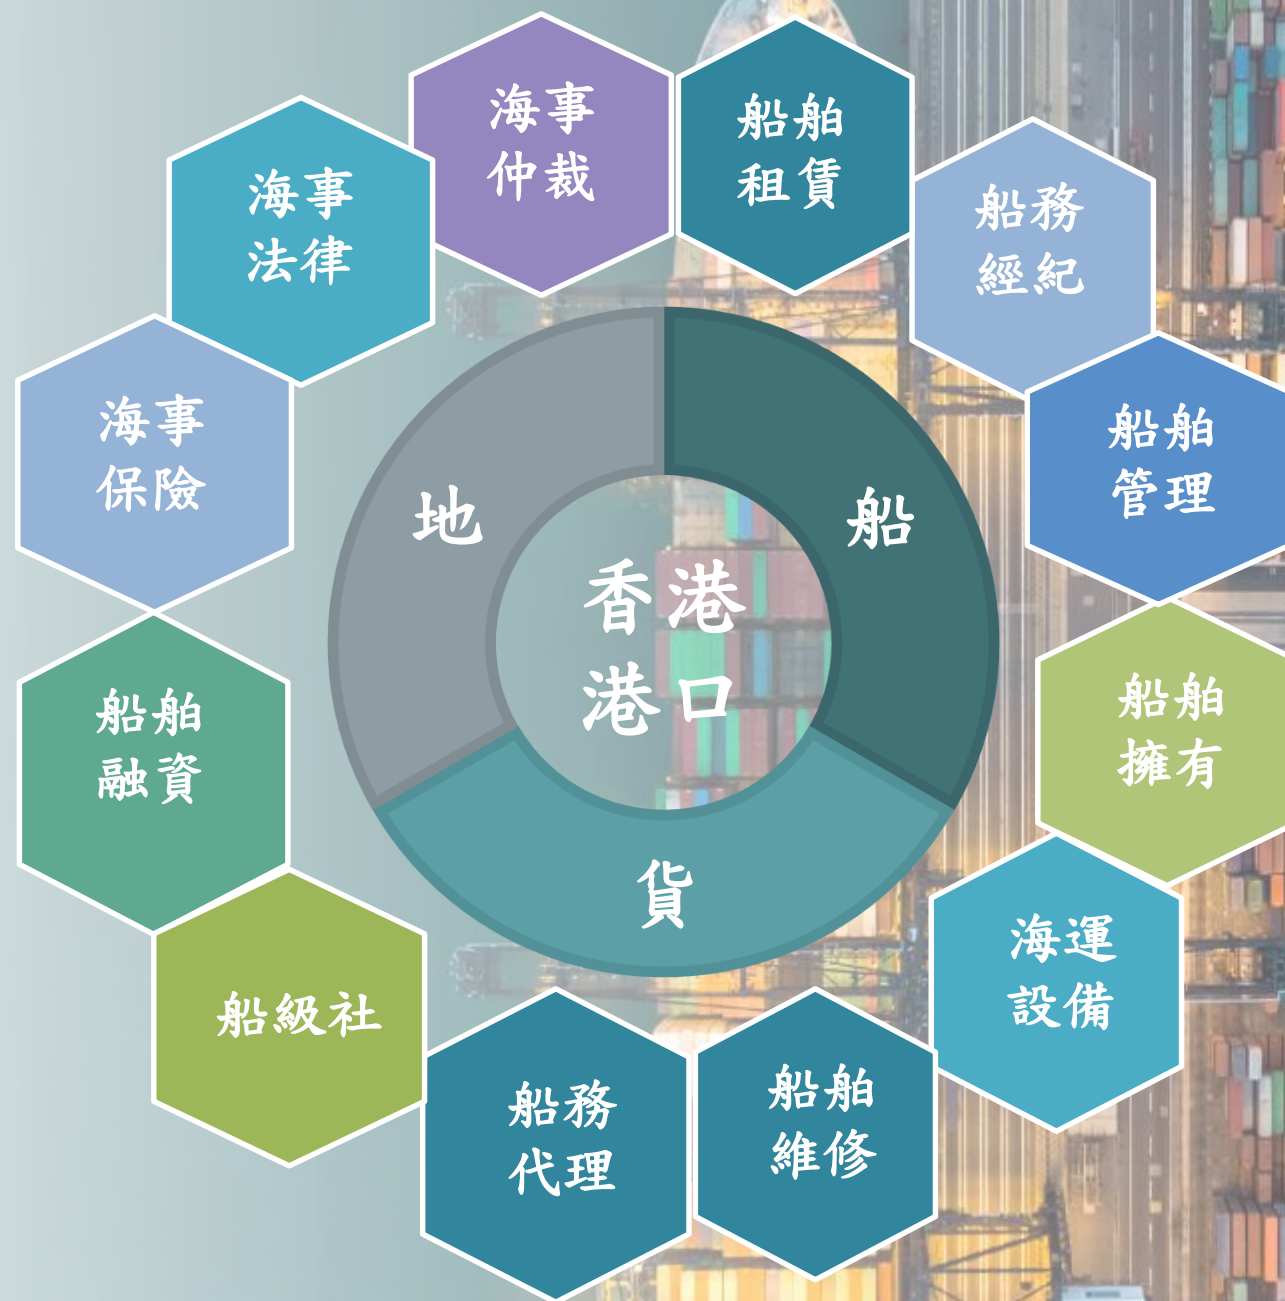 海事
仲裁
船舶
租賃
船務
經紀
船舶
管理
船舶
擁有
海運
設備
船舶
維修
船務
代理
船級社
船舶
融資
海事
保險
海事
法律
地
船
貨
香港
港口